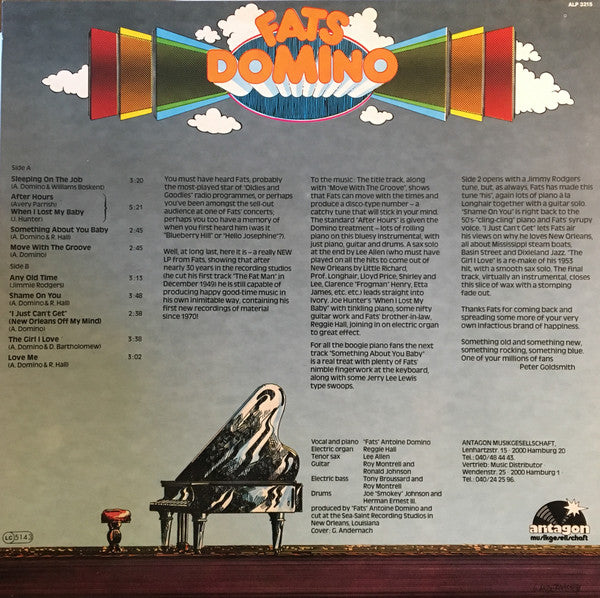 ALP 3215
FATS
DOMINO
Side A
Sleeping On The Job 3:20
(A. Domino & Williams Boskent)
After Hours
(Avery Parrish) 5:21
When I Lost My Baby
(J. Hunter)
Something About You Baby 2:45
(A. Domino & R. Hall)
Move With The Groove 2:45
(A. Domino)
Side B
Any Old Time 3:13
(Jimmie Rodgers)
Shame On You 3:48
(A. Domino & R. Hall)
"I Just Can't Get" 2:38
(New Orleans Off My Mind)
(A. Domino)
The Girl I Love 3:38
(A. Domino & D. Bartholomew)
Love Me 3:02
(A. Domino & R. Hall)
You must have heard Fats, probably
the most-played star of 'Oldies and
Goodies' radio programmes, or perhaps
you've been amongst the sell-out
audience at one of Fats' concerts;
perhaps you too have a memory of
when you first heard him (was it
"Blueberry Hill" or "Hello Josephine"?).
Well, at long last, here it is – a really NEW
LP from Fats, showing that after
nearly 30 years in the recording studies
(he cut his first track "The Fat Man" in
December 1949) he is still capable of
producing happy good-time music in
his own inimitable way, containing his
first new recordings of material
since 1970!
To the music: The title track, along
with 'Move With The Groove', shows
that Fats can move with the times and
produce a disco-type-number – a
catchy tune that will stick in your mind.
The standard 'After Hours' is given the
Domino treatment – lots of rolling
piano on this bluesy Instrumental, with
just piano, guitar and drums. A sax solo
at the end by Lee Allen (who must have
played on all the hits to come out of
New Orleans by Little Richard,
Prof. Longhair, Lloyd Price, Shirley and
Lee, Clarence "Frogman" Henry, Etta
James, etc. etc.) leads straight into
Ivory. Joe Hunter's 'When I Lost My
Baby' with tinkling piano, some nifty
guitar work and Fats' brother-in-law,
Reggie Hall, joining in on electric organ
to great effect.
For all the boogie piano fans the next
track "Something About You Baby"
is a real treat with plenty of Fats'
nimble fingerwork at the keyboard,
along with some Jerry Lee Lewis
type swoops.
Side 2 opens with a Jimmy Rodgers
tune, but, as always, Fats has made this
tune "his", again lots of piano à la
Longhair together with a guitar solo.
"Shame On You" is right back to the
50's-'cling-cling' piano and Fats' syrupy
voice. "I Just Can't Get" lets Fats air
his views on why he loves New Orleans,
all about Mississippi steam boats,
Basin Street and Dixieland Jazz. 'The
Girl I Love' is a re-make of his 1953
hit, with a smooth sax solo. The final
track, virtually an instrumental, closes
this slice of wax with a stomping
fade out.
Thanks Fats for coming back and
spreading some more of your very
own infactious brand of happiness.
Something old and something new,
something rocking, something blue.
One of your millions of fans
Peter Goldsmith
Vocal and piano "Fats" Antoine Domino
Electric organ Reggie Hall
Tenor sax Lee Allen
Guitar Roy Montrell and
Ronald Johnson
Electric bass Tony Broussard and
Roy Montrell
Drums Joe "Smokey" Johnson and
Herman Ernest III.
produced by "Fats" Antoine Domino and
cut at the Sea-Saint Recording Studies in
New Orleans, Louisiana
Cover: G. Andernach
ANTAGON MUSIKGESELLSCHAFT,
Lenhartzstr. 15 · 2000 Hamburg 20
Tel.: 040/48 44 43.
Vertrieb: Music Distributor
Wendenstr. 25 · 2000 Hamburg 1 ·
Tel.: 040/24 25 96.
LC 5143
antagon
musikgesellschaft